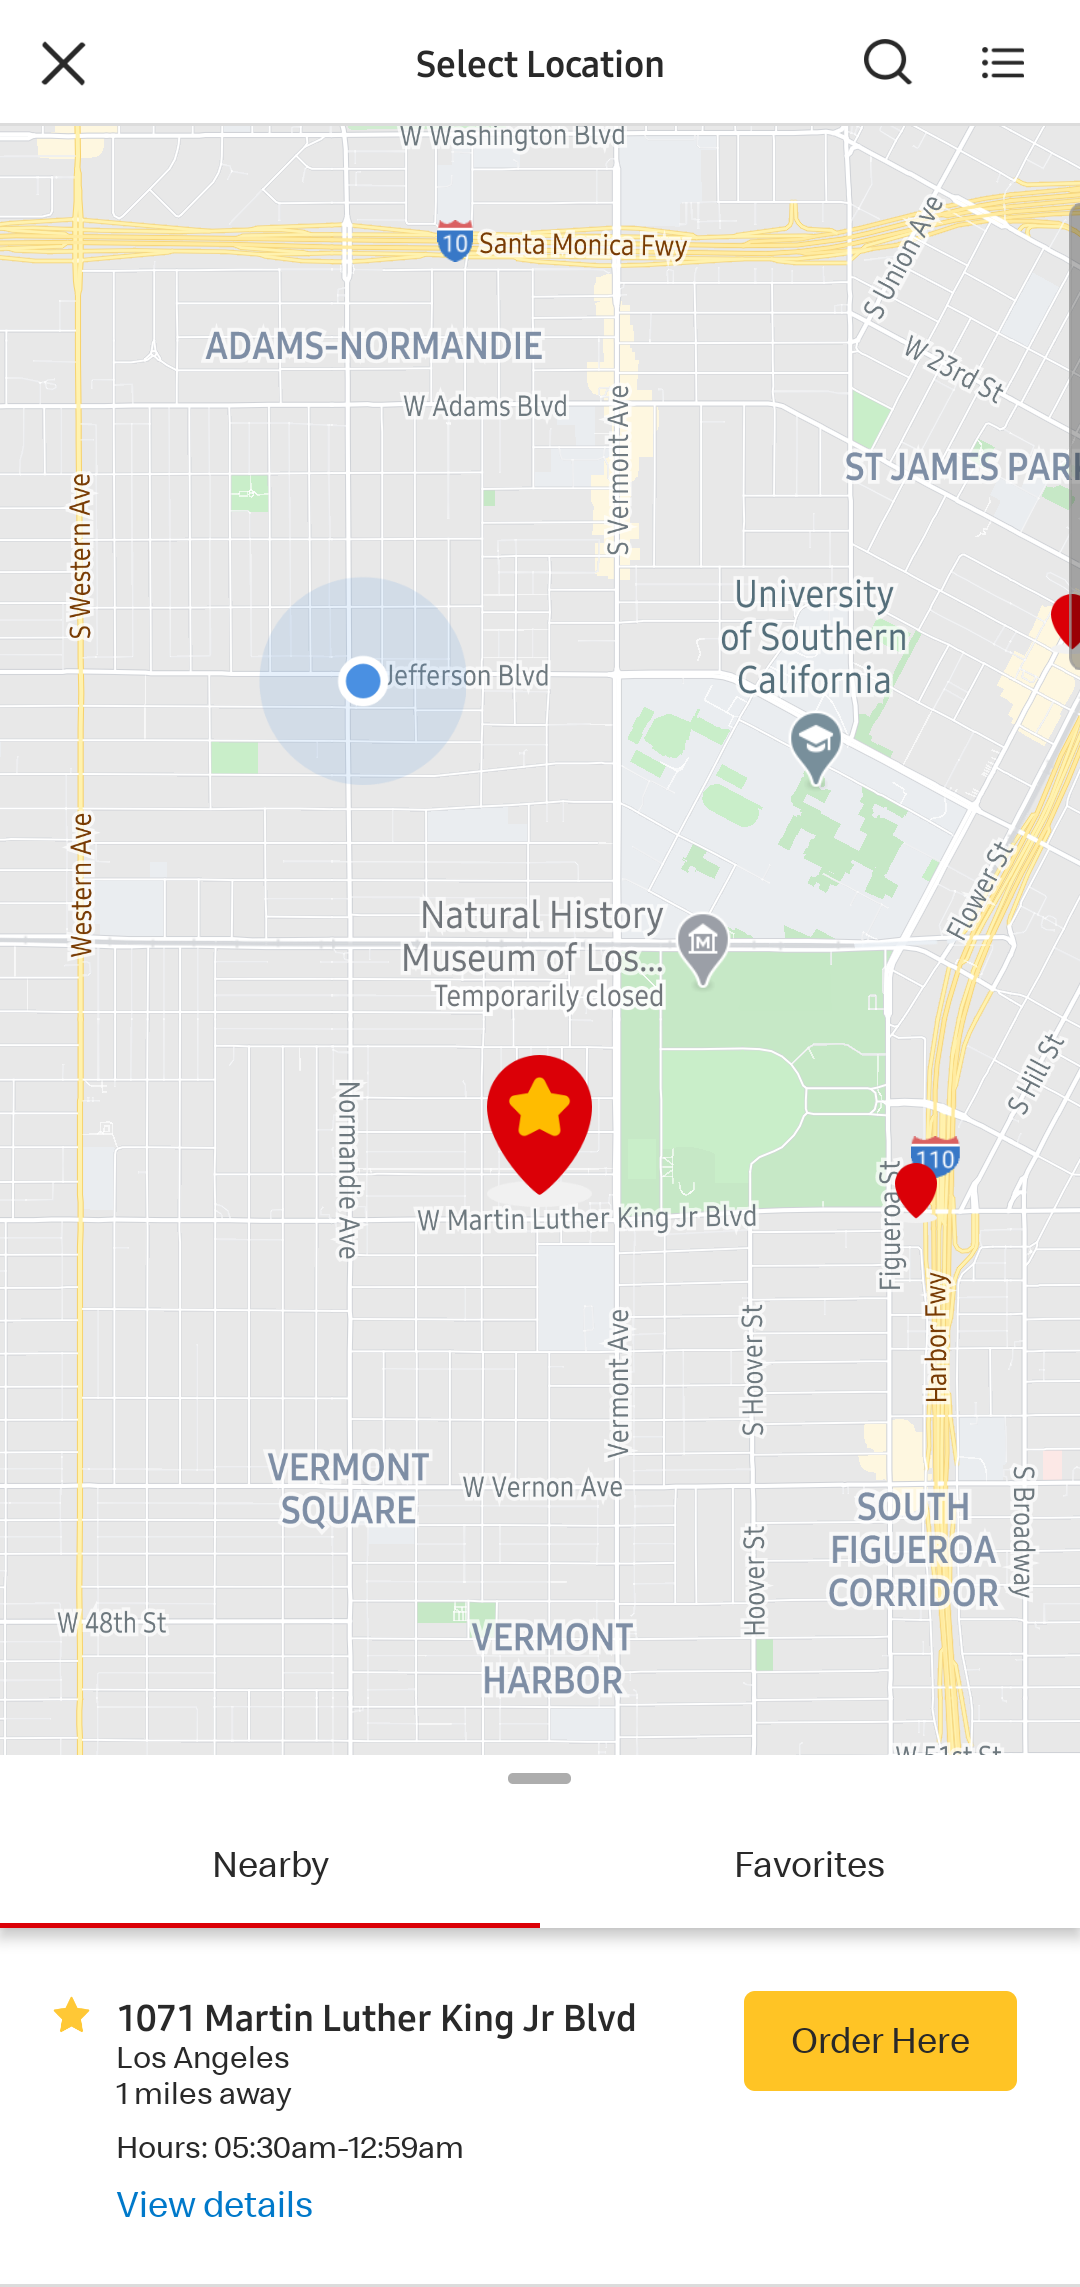 Select Location
W Washington Blvd
10
Santa Monica Fwy
S Union Ave
ADAMS-NORMANDIE
W 23rd St
W Adams Blvd
S Vermont Ave
ST JAMES PARK
S Western Ave
University
of Southern
California
Jefferson Blvd
Western Ave
Flower St
Natural History
Museum of Los...
Temporarily closed
S Hill St
Normandie Ave
110
Figueroa St
W Martin Luther King Jr Blvd
Harbor Fwy
Vermont Ave
S Hoover St
VERMONT
SQUARE
W Vernon Ave
S Broadway
SOUTH
FIGUEROA
CORRIDOR
Hoover St
W 48th St
VERMONT
HARBOR
W 51st St
Nearby
Favorites
1071 Martin Luther King Jr Blvd
Los Angeles
1 miles away
Hours: 05:30am-12:59am
View details
Order Here